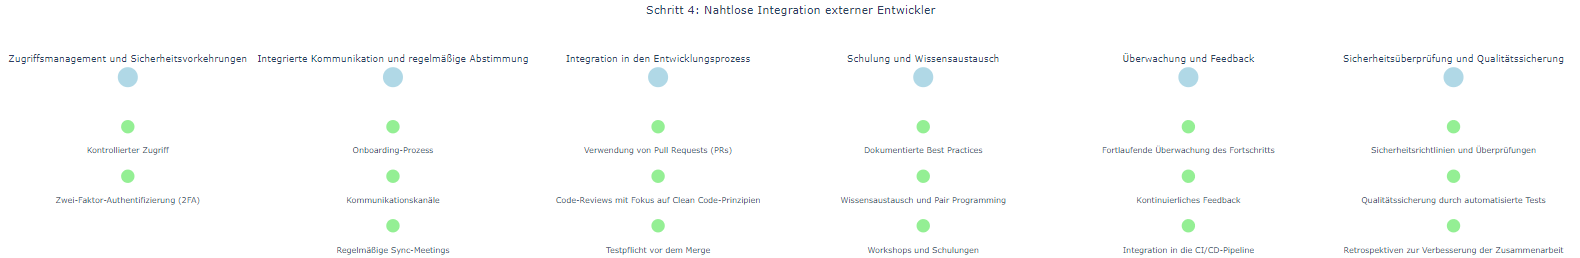 Schritt 4: Nahtlose Integration externer Entwickler
Zugriffsmanagement und Sicherheitsvorkehrungen
Kontrollierter Zugriff
Zwei-Faktor-Authentifizierung (2FA)
Integrierte Kommunikation und regelmäßige Abstimmung
Onboarding-Prozess
Kommunikationskanäle
Regelmäßige Sync-Meetings
Integration in den Entwicklungsprozess
Verwendung von Pull Requests (PRs)
Code-Reviews mit Fokus auf Clean Code-Prinzipien
Testpflicht vor dem Merge
Schulung und Wissensaustausch
Dokumentierte Best Practices
Wissensaustausch und Pair Programming
Workshops und Schulungen
Überwachung und Feedback
Fortlaufende Überwachung des Fortschritts
Kontinuierliches Feedback
Integration in die CI/CD-Pipeline
Sicherheitsüberprüfung und Qualitätssicherung
Sicherheitsrichtlinien und Überprüfungen
Qualitätssicherung durch automatisierte Tests
Retrospektiven zur Verbesserung der Zusammenarbeit